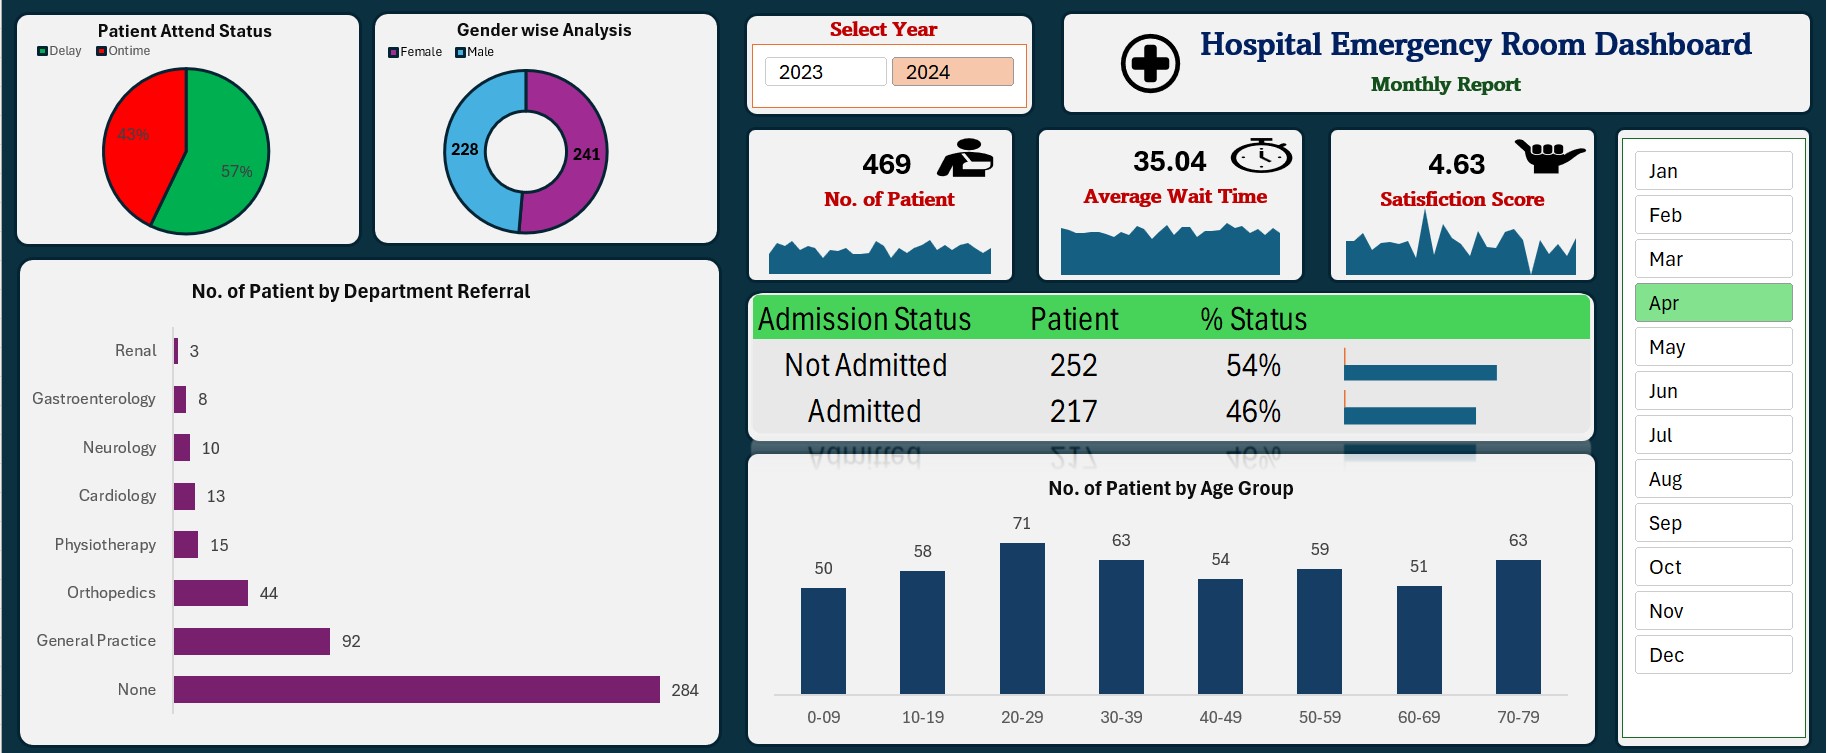 Patient Attend Status
Delay Ontime
43%
57%
Gender wise Analysis
Female Male
228
241
Select Year
2023 2024
Hospital Emergency Room Dashboard
Monthly Report
469
No. of Patient
35.04
Average Wait Time
4.63
Satisfiction Score
Jan
Feb
Mar
Apr
May
Jun
Jul
Aug
Sep
Oct
Nov
Dec
Admission Status Patient % Status
Not Admitted 252 54%
Admitted 217 46%
No. of Patient by Department Referral
Renal 3
Gastroenterology 8
Neurology 10
Cardiology 13
Physiotherapy 15
Orthopedics 44
General Practice 92
None 284
No. of Patient by Age Group
50 58 71 63 54 59 51 63
0-09 10-19 20-29 30-39 40-49 50-59 60-69 70-79